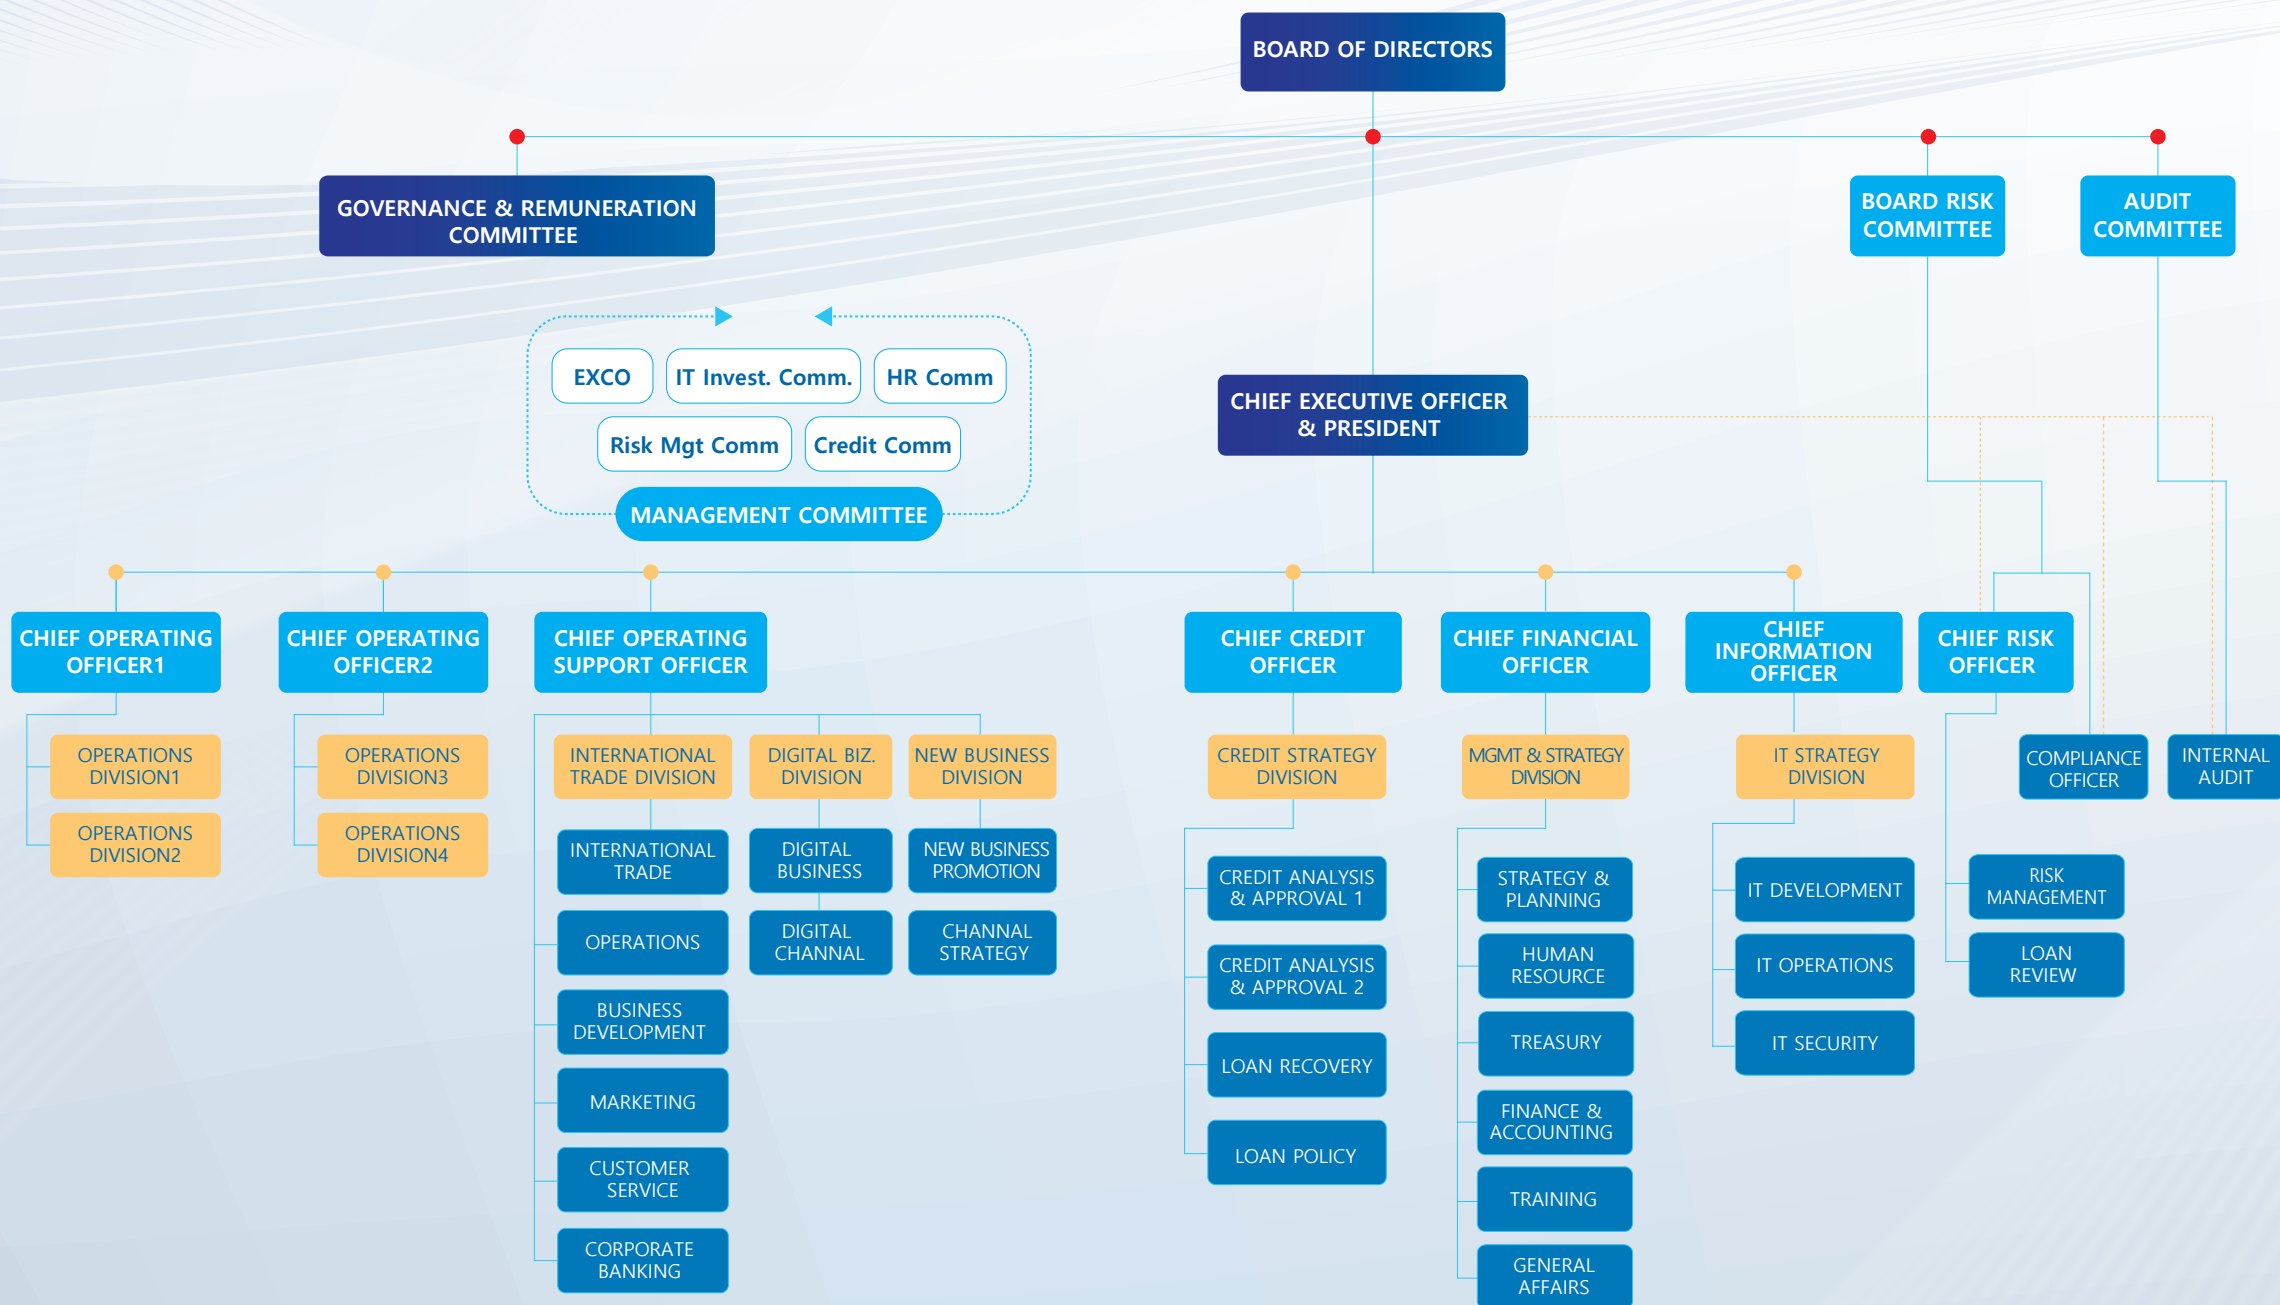 BOARD OF DIRECTORS
GOVERNANCE & REMUNERATION
COMMITTEE
BOARD RISK
COMMITTEE
AUDIT
COMMITTEE
EXCO
IT Invest. Comm.
HR Comm
Risk Mgt Comm
Credit Comm
MANAGEMENT COMMITTEE
CHIEF EXECUTIVE OFFICER
& PRESIDENT
CHIEF OPERATING
OFFICER1
CHIEF OPERATING
OFFICER2
CHIEF OPERATING
SUPPORT OFFICER
CHIEF CREDIT
OFFICER
CHIEF FINANCIAL
OFFICER
CHIEF
INFORMATION
OFFICER
CHIEF RISK
OFFICER
OPERATIONS
DIVISION1
OPERATIONS
DIVISION2
OPERATIONS
DIVISION3
OPERATIONS
DIVISION4
INTERNATIONAL
TRADE DIVISION
DIGITAL BIZ.
DIVISION
NEW BUSINESS
DIVISION
INTERNATIONAL
TRADE
OPERATIONS
BUSINESS
DEVELOPMENT
MARKETING
CUSTOMER
SERVICE
CORPORATE
BANKING
DIGITAL
BUSINESS
DIGITAL
CHANNAL
NEW BUSINESS
PROMOTION
CHANNAL
STRATEGY
CREDIT STRATEGY
DIVISION
CREDIT ANALYSIS
& APPROVAL 1
CREDIT ANALYSIS
& APPROVAL 2
LOAN RECOVERY
LOAN POLICY
MGMT & STRATEGY
DIVISION
STRATEGY &
PLANNING
HUMAN
RESOURCE
TREASURY
FINANCE &
ACCOUNTING
TRAINING
GENERAL
AFFAIRS
IT STRATEGY
DIVISION
IT DEVELOPMENT
IT OPERATIONS
IT SECURITY
COMPLIANCE
OFFICER
INTERNAL
AUDIT
RISK
MANAGEMENT
LOAN
REVIEW